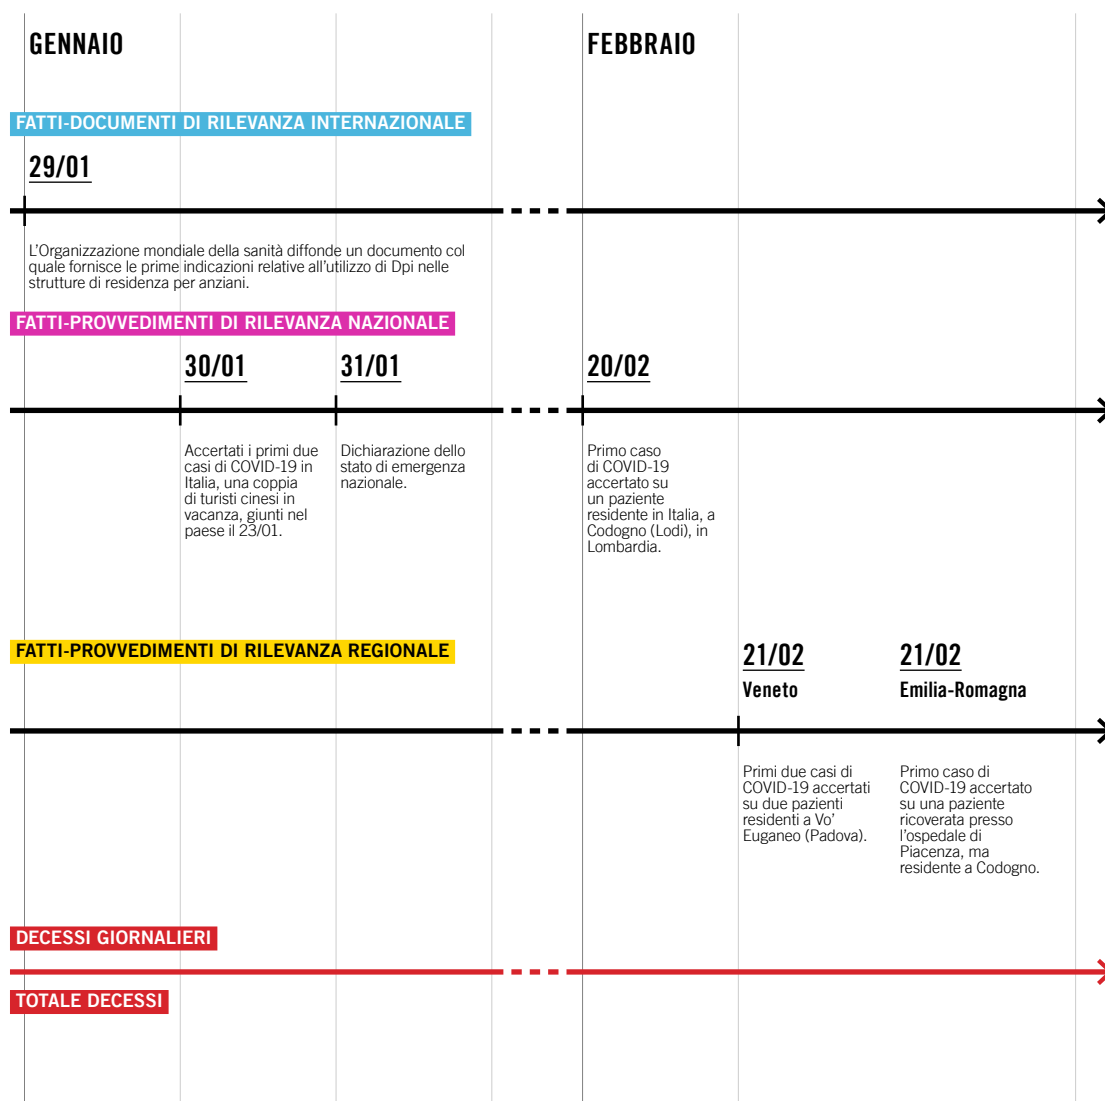 GENNAIO
FEBBRAIO
FATTI-DOCUMENTI DI RILEVANZA INTERNAZIONALE
29/01
L'Organizzazione mondiale della sanità diffonde un documento col
quale fornisce le prime indicazioni relative all'utilizzo di Dpi nelle
strutture di residenza per anziani.
FATTI-PROVVEDIMENTI DI RILEVANZA NAZIONALE
30/01
Accertati i primi due
casi di COVID-19 in
Italia, una coppia
di turisti cinesi in
vacanza, giunti nel
paese il 23/01.
31/01
Dichiarazione dello
stato di emergenza
nazionale.
20/02
Primo caso
di COVID-19
accertato su
un paziente
residente in Italia, a
Codogno (Lodi), in
Lombardia.
FATTI-PROVVEDIMENTI DI RILEVANZA REGIONALE
21/02
Veneto
Primi due casi di
COVID-19 accertati
su due pazienti
residenti a Vo'
Euganeo (Padova).
21/02
Emilia-Romagna
Primo caso di
COVID-19 accertato
su una paziente
ricoverata presso
l'ospedale di
Piacenza, ma
residente a Codogno.
DECESSI GIORNALIERI
TOTALE DECESSI